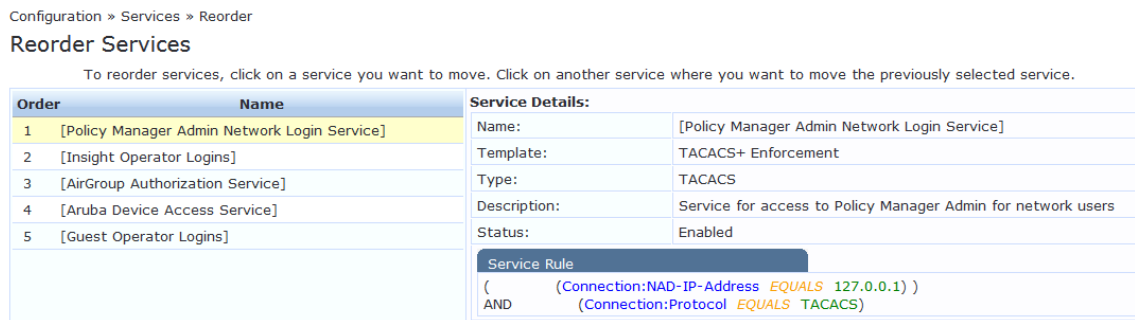 Configuration » Services » Reorder
Reorder Services
To reorder services, click on a service you want to move. Click on another service where you want to move the previously selected service.
Order Name
1 [Policy Manager Admin Network Login Service]
2 [Insight Operator Logins]
3 [AirGroup Authorization Service]
4 [Aruba Device Access Service]
5 [Guest Operator Logins]
Service Details:
Name: [Policy Manager Admin Network Login Service]
Template: TACACS+ Enforcement
Type: TACACS
Description: Service for access to Policy Manager Admin for network users
Status: Enabled
Service Rule
( (Connection:NAD-IP-Address EQUALS 127.0.0.1) )
AND (Connection:Protocol EQUALS TACACS)